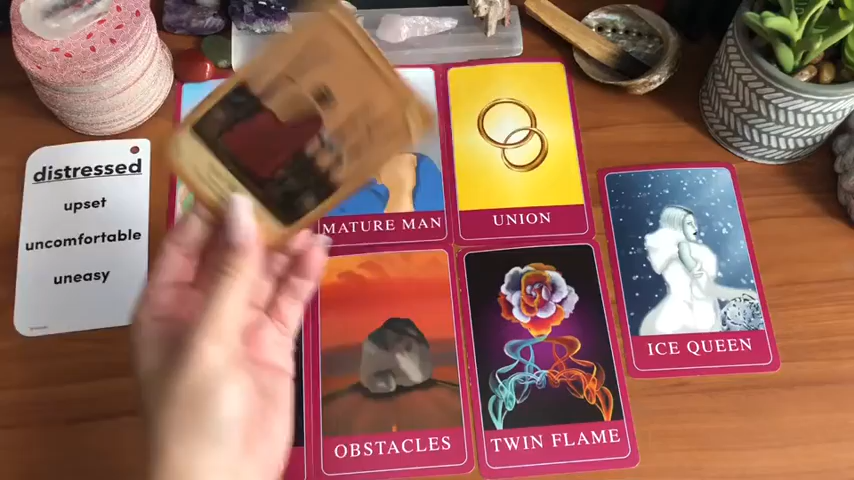 distressed
upset
uncomfortable
uneasy
MATURE MAN
UNION
OBSTACLES
TWIN FLAME
ICE QUEEN